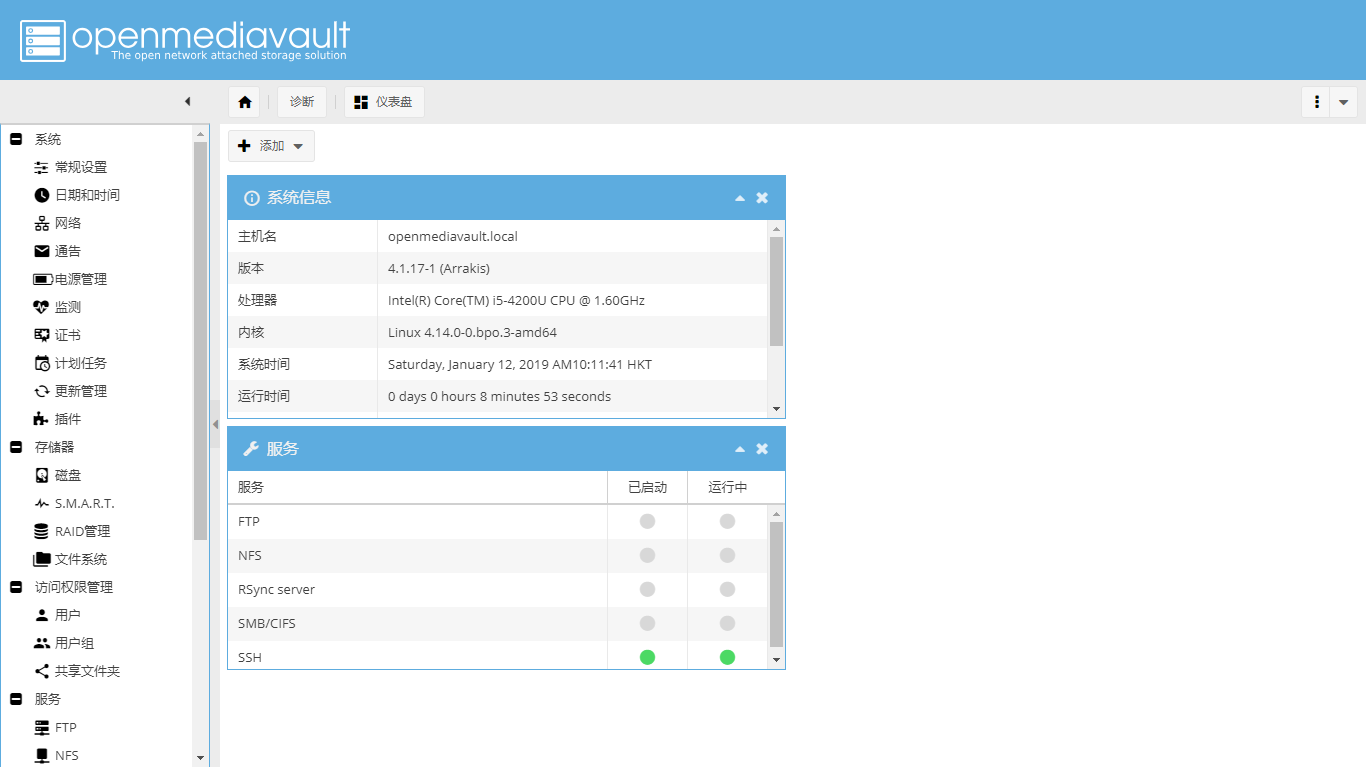 openmediavault
The open network attached storage solution
诊断
仪表盘
系统
常规设置
日期和时间
网络
通告
电源管理
监测
证书
计划任务
更新管理
插件
存储器
磁盘
S.M.A.R.T.
RAID管理
文件系统
访问权限管理
用户
用户组
共享文件夹
服务
FTP
NFS
添加
系统信息
主机名 openmediavault.local
版本 4.1.17-1 (Arrakis)
处理器 Intel(R) Core(TM) i5-4200U CPU @ 1.60GHz
内核 Linux 4.14.0-0.bpo.3-amd64
系统时间 Saturday, January 12, 2019 AM10:11:41 HKT
运行时间 0 days 0 hours 8 minutes 53 seconds
服务
服务 已启动 运行中
FTP
NFS
RSync server
SMB/CIFS
SSH